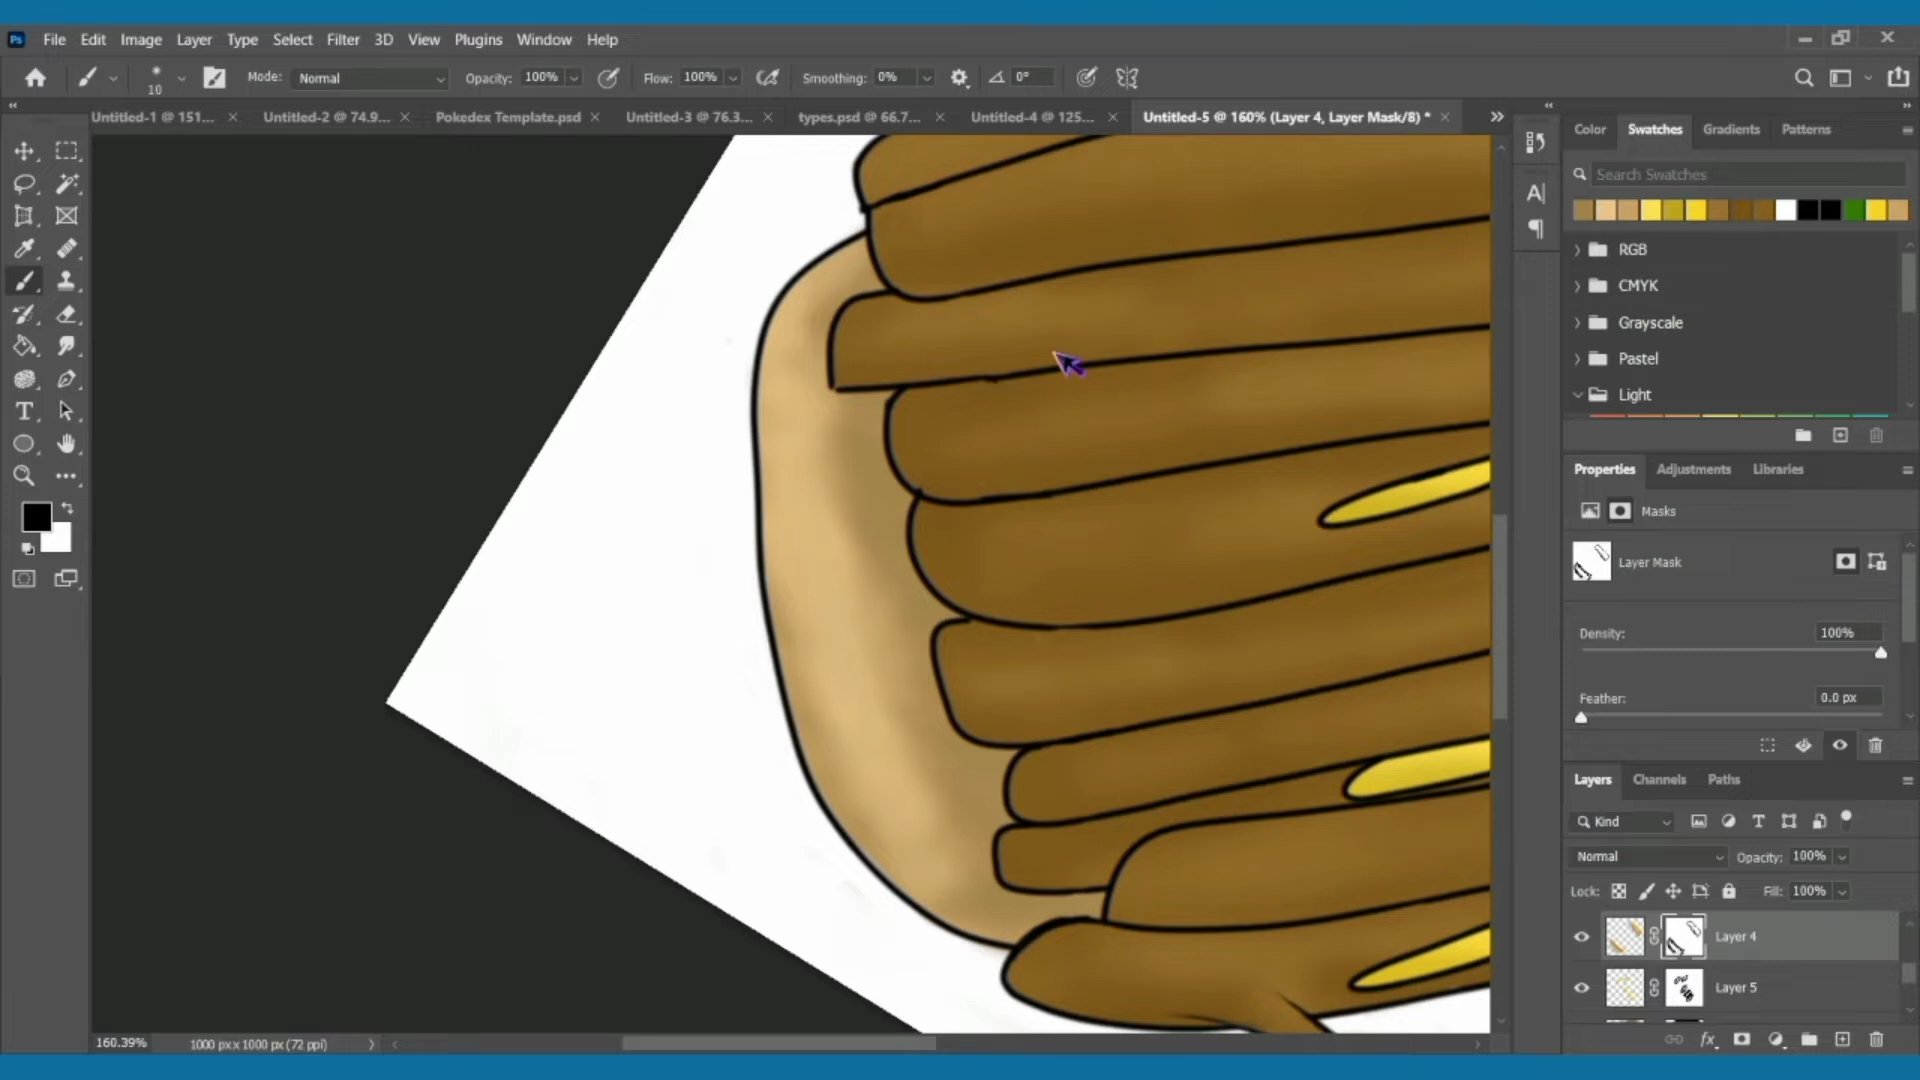 Ps File Edit Image Layer Type Select Filter 3D View Plugins Window Help
10 Mode: Normal Opacity: 100% Flow: 100% Smoothing: 0% 0°
Untitled-1 @ 151... Untitled-2 @ 74.9... Pokedex Template.psd Untitled-3 @ 76.3... types.psd @ 66.7... Untitled-4 @ 125... Untitled-5 @ 160% (Layer 4, Layer Mask/8) *
Color Swatches Gradients Patterns
Search Swatches
RGB
CMYK
Grayscale
Pastel
Light
Properties Adjustments Libraries
Masks
Layer Mask
Density: 100%
Feather: 0.0 px
Layers Channels Paths
Kind
Normal Opacity: 100%
Lock: Fill: 100%
Layer 4
Layer 5
fx
160.39% 1000 px x 1000 px (72 ppi)